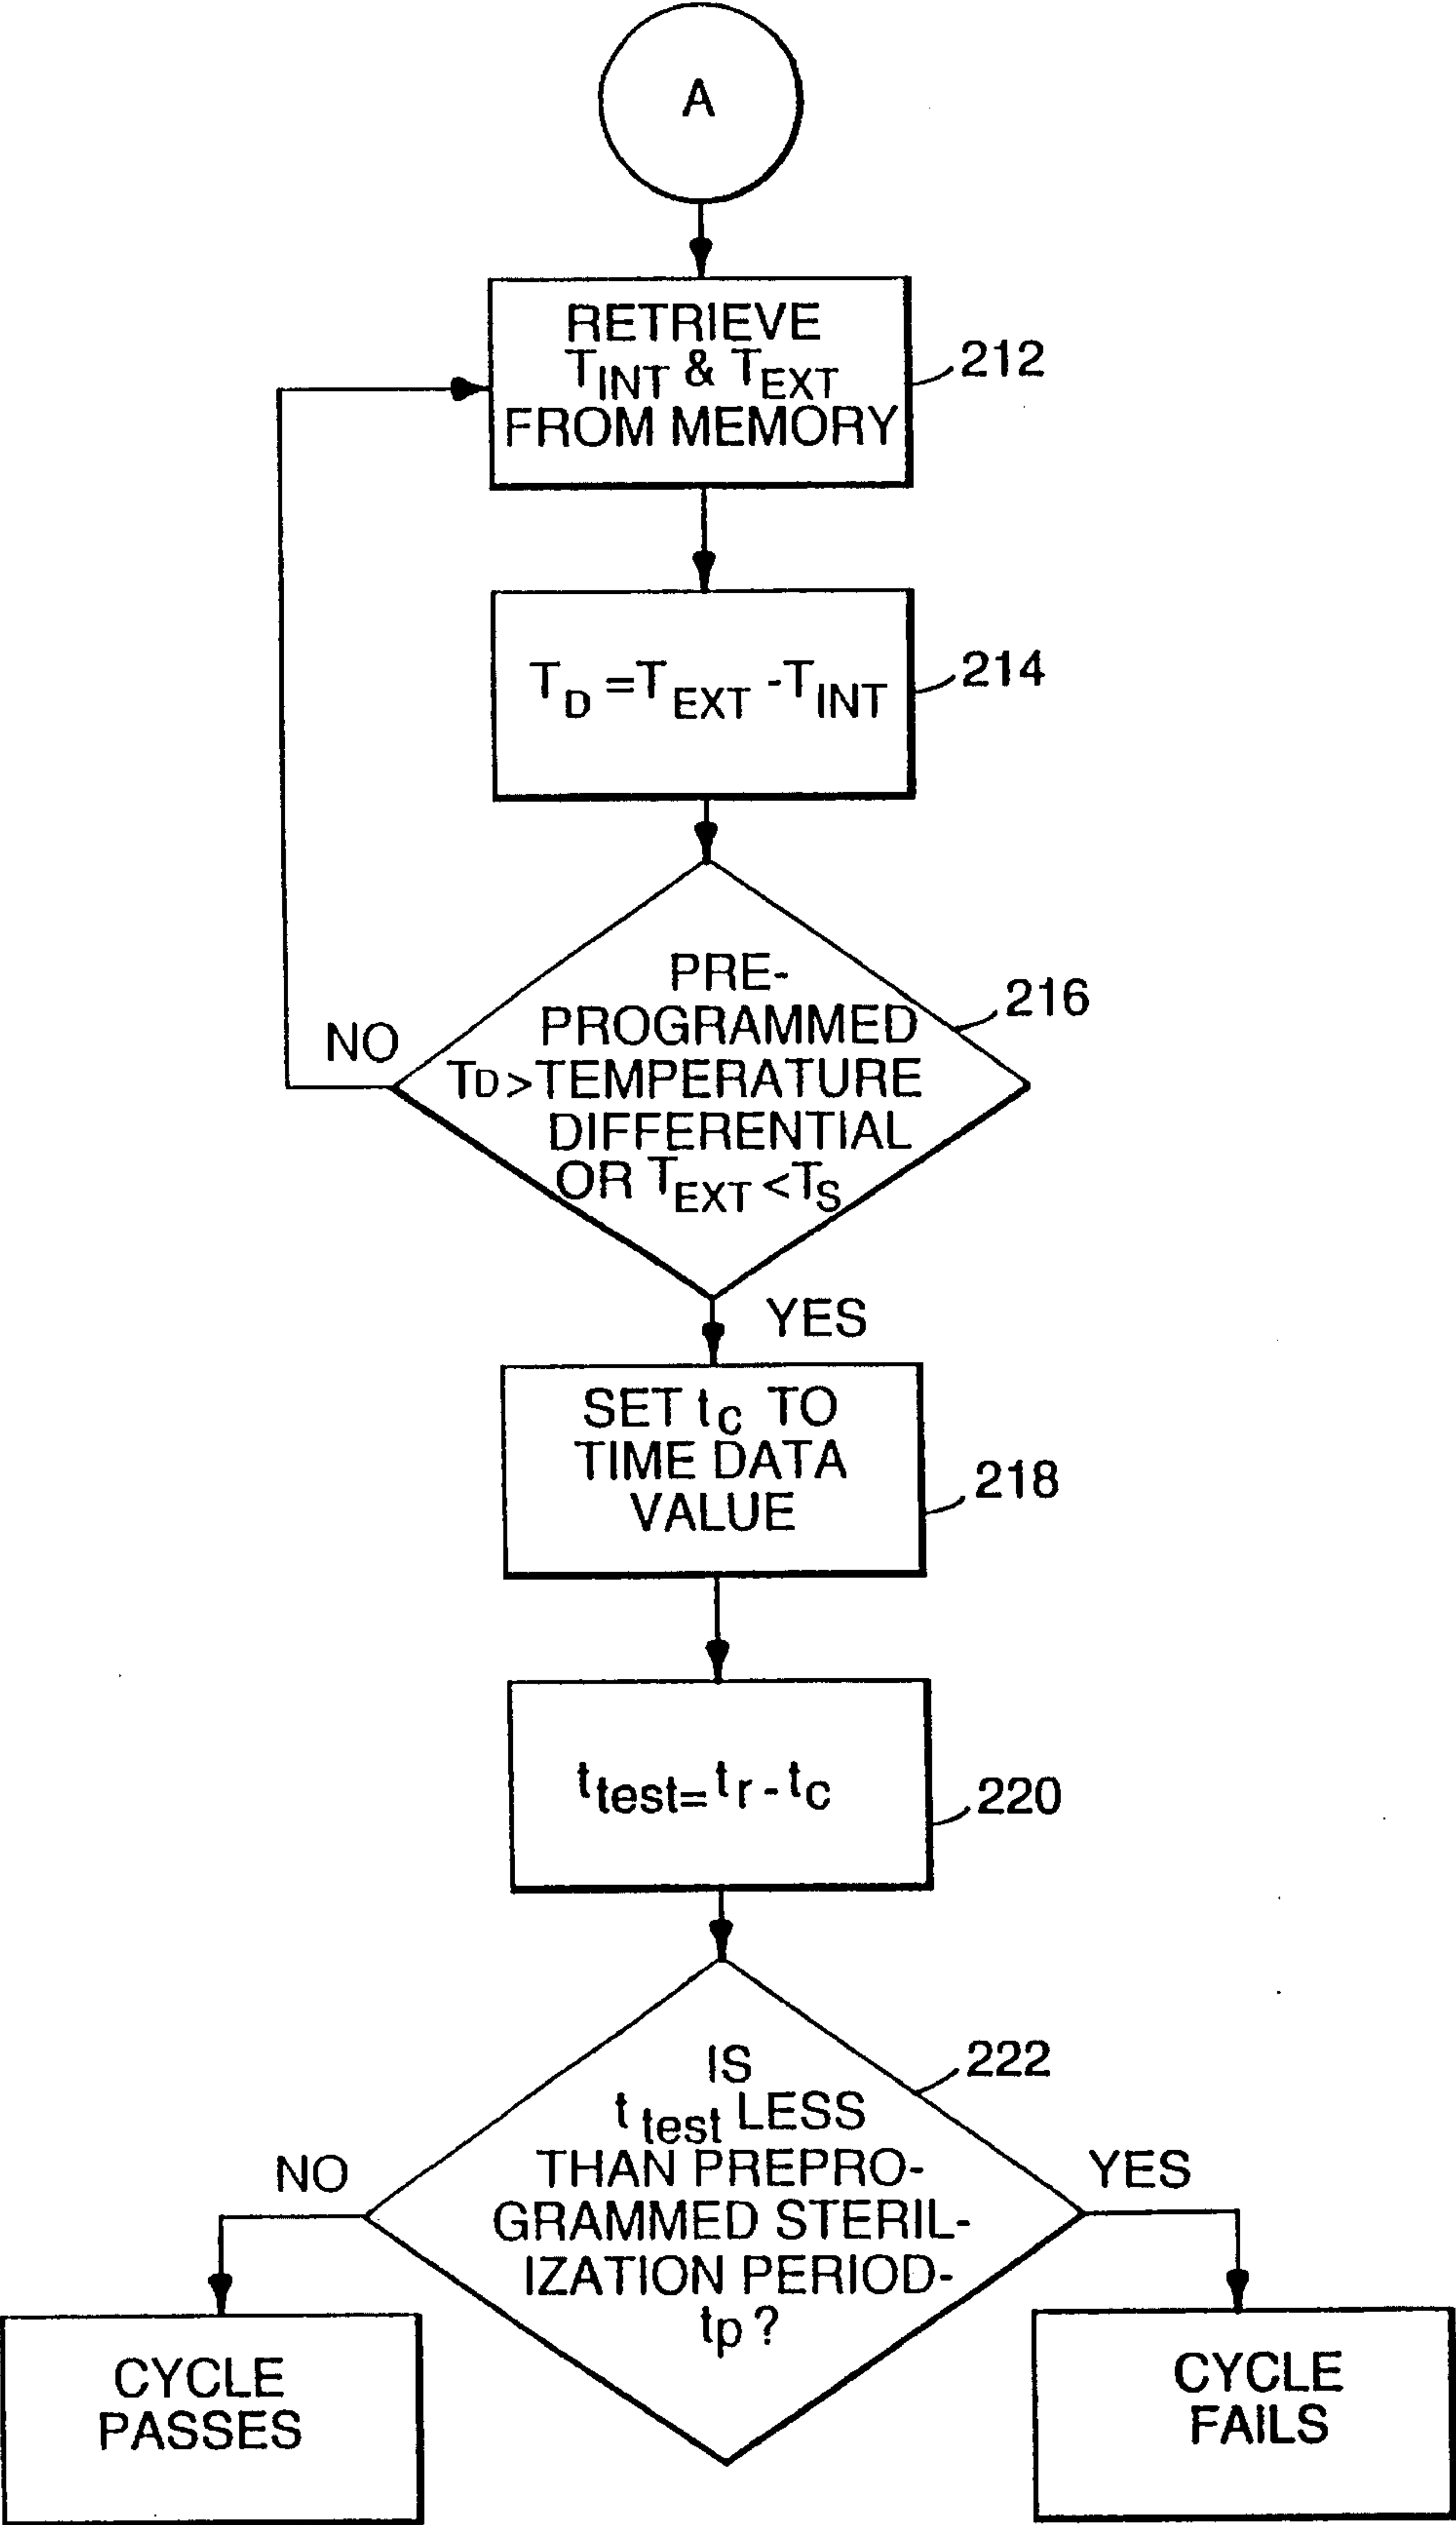 A
RETRIEVE
TINT & TEXT
FROM MEMORY
212
TD =TEXT -TINT
214
PRE-
PROGRAMMED
TD>TEMPERATURE
DIFFERENTIAL
OR TEXT <TS
216
NO
YES
SET tC TO
TIME DATA
VALUE
218
ttest= tr - tc
220
IS
t test LESS
THAN PREPRO-
GRAMMED STERIL-
IZATION PERIOD-
tp ?
222
NO
YES
CYCLE
PASSES
CYCLE
FAILS